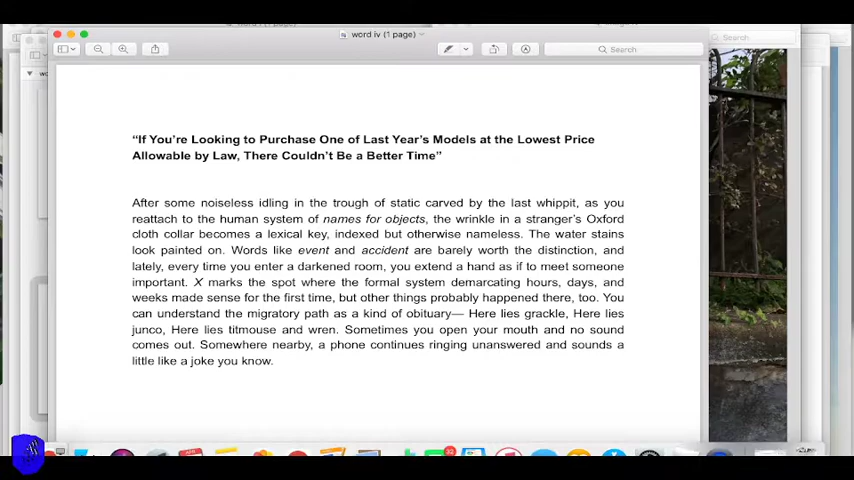 word iv (1 page)
Search
Search
“If You’re Looking to Purchase One of Last Year’s Models at the Lowest Price
Allowable by Law, There Couldn’t Be a Better Time”
After some noiseless idling in the trough of static carved by the last whippit, as you
reattach to the human system of names for objects, the wrinkle in a stranger’s Oxford
cloth collar becomes a lexical key, indexed but otherwise nameless. The water stains
look painted on. Words like event and accident are barely worth the distinction, and
lately, every time you enter a darkened room, you extend a hand as if to meet someone
important. X marks the spot where the formal system demarcating hours, days, and
weeks made sense for the first time, but other things probably happened there, too. You
can understand the migratory path as a kind of obituary— Here lies grackle, Here lies
junco, Here lies titmouse and wren. Sometimes you open your mouth and no sound
comes out. Somewhere nearby, a phone continues ringing unanswered and sounds a
little like a joke you know.